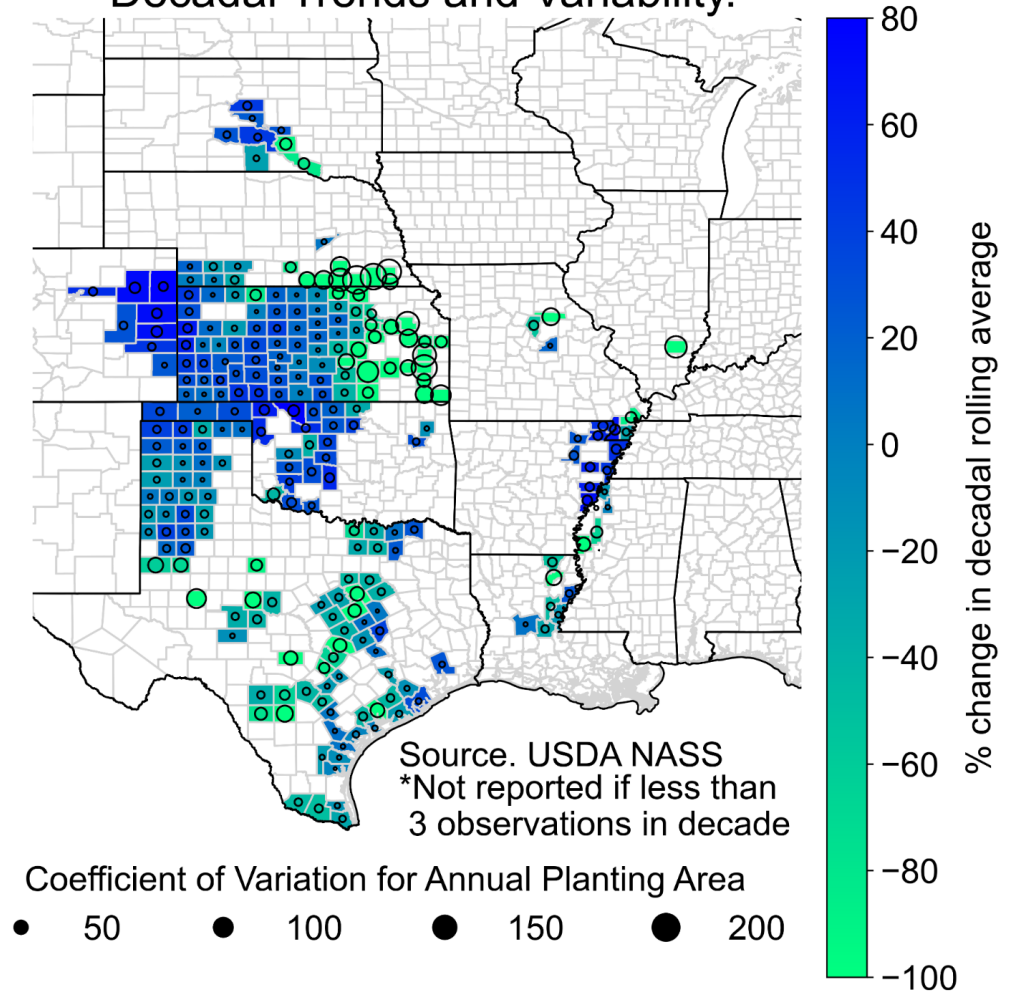 Decadal Trends and Variability.
80
60
40
20
0
−20
−40
−60
−80
−100
% change in decadal rolling average
Source. USDA NASS
*Not reported if less than
3 observations in decade
Coefficient of Variation for Annual Planting Area
50 100 150 200